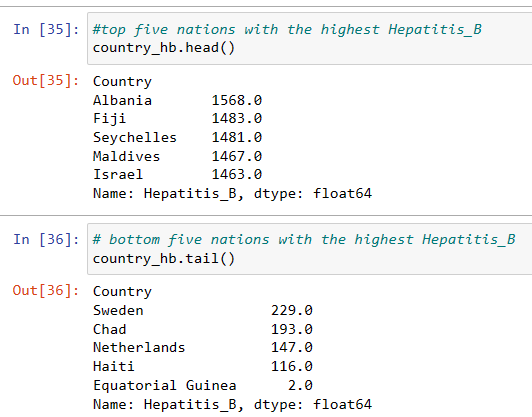 In [35]: #top five nations with the highest Hepatitis_B
country_hb.head()
Out[35]: Country
Albania 1568.0
Fiji 1483.0
Seychelles 1481.0
Maldives 1467.0
Israel 1463.0
Name: Hepatitis_B, dtype: float64
In [36]: # bottom five nations with the highest Hepatitis_B
country_hb.tail()
Out[36]: Country
Sweden 229.0
Chad 193.0
Netherlands 147.0
Haiti 116.0
Equatorial Guinea 2.0
Name: Hepatitis_B, dtype: float64